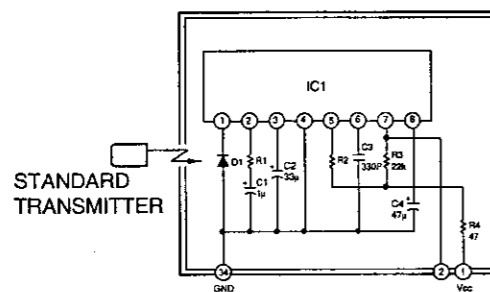 IC1
1 2 3 4 5 6 7 8
D1
R1
C1
1μ
C2
33μ
R2
C3
330P
R3
22k
C4
47μ
R4
47
STANDARD
TRANSMITTER
34 2 1
GND Vcc